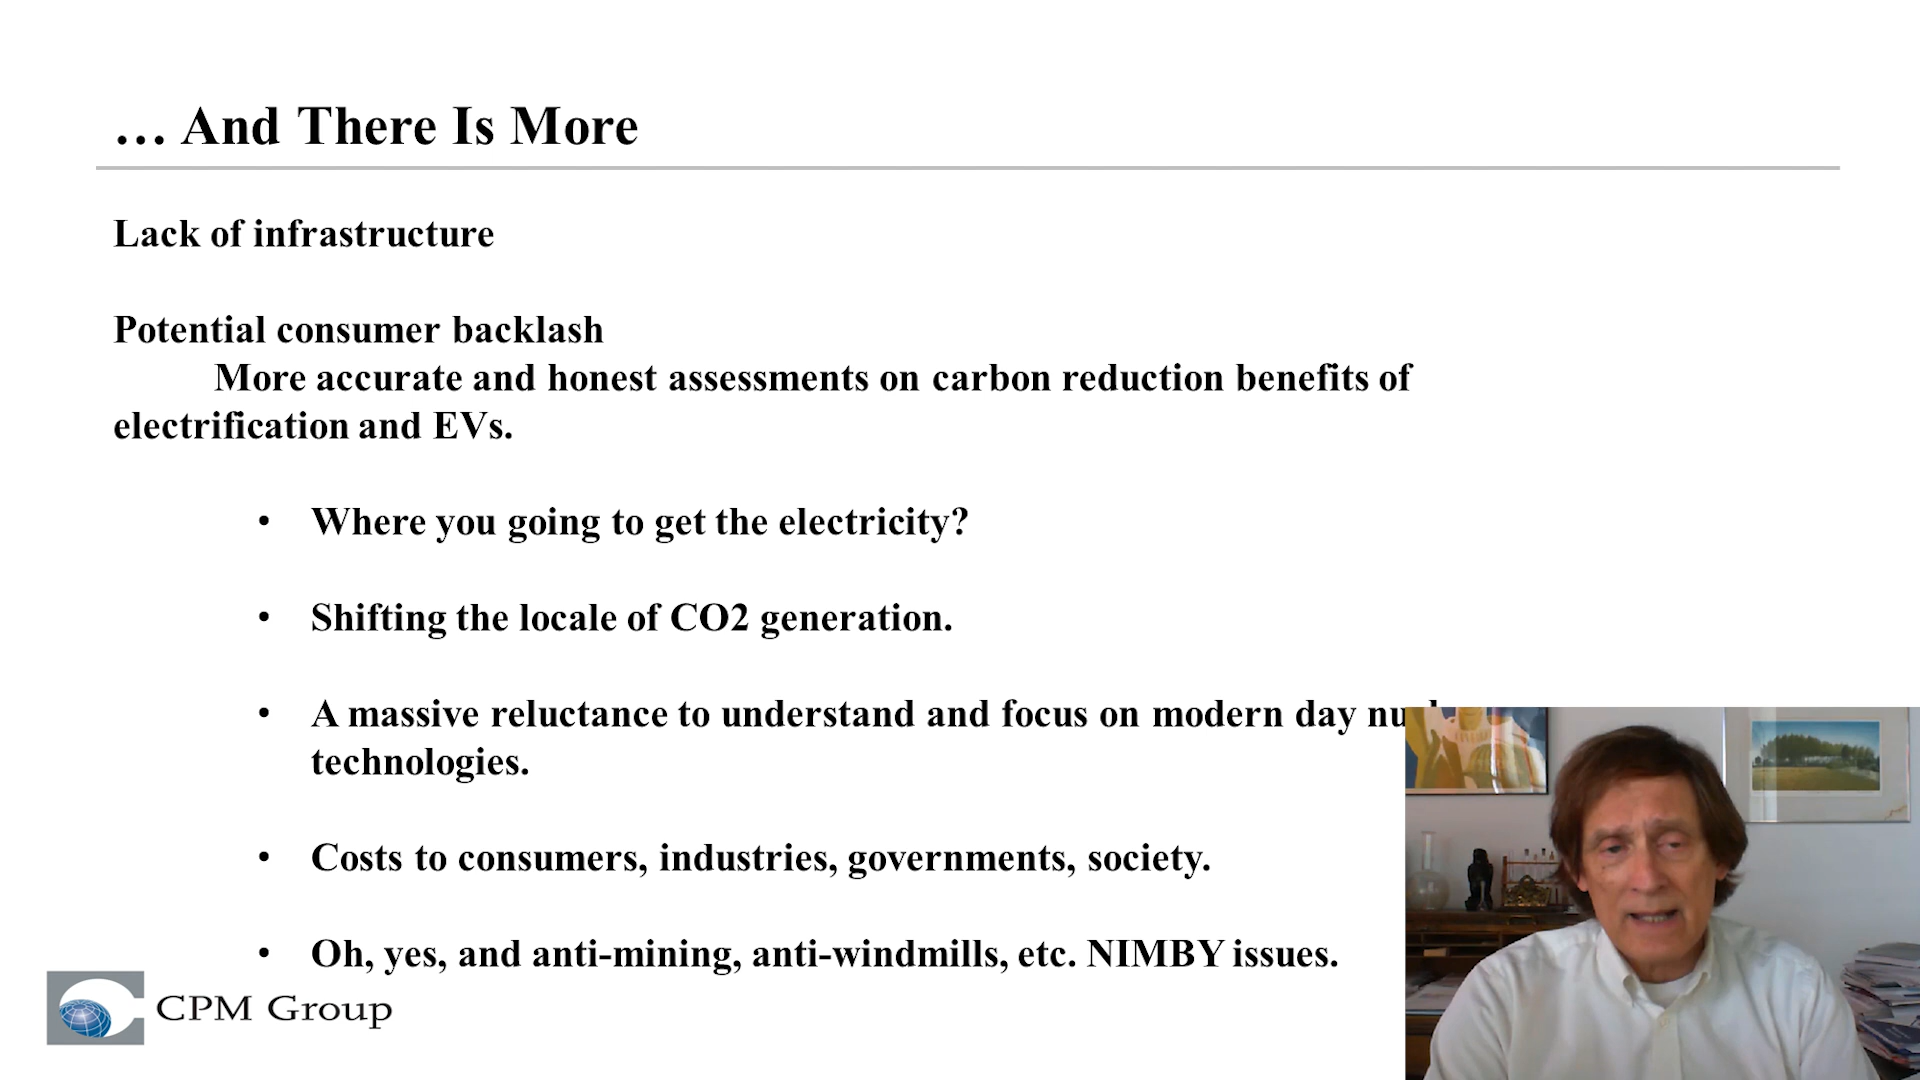 … And There Is More
Lack of infrastructure
Potential consumer backlash
More accurate and honest assessments on carbon reduction benefits of
electrification and EVs.
• Where you going to get the electricity?
• Shifting the locale of CO2 generation.
• A massive reluctance to understand and focus on modern day
technologies.
• Costs to consumers, industries, governments, society.
• Oh, yes, and anti-mining, anti-windmills, etc. NIMBY issues.
CPM Group